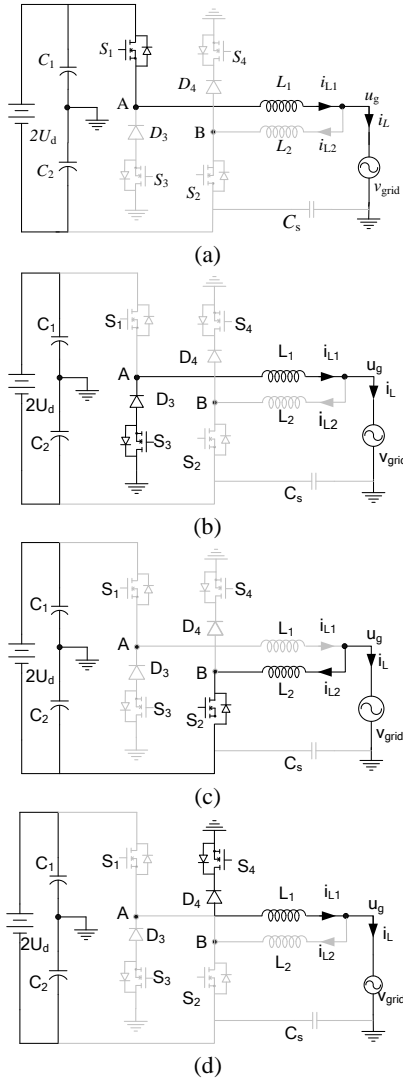 S1
S4
C1
D4
L1
iL1
ug
A
iL
2Ud
D3
B
L2
iL2
C2
S3
S2
vgrid
Cs
(a)
S1
S4
C1
D4
L1
iL1
ug
A
iL
2Ud
D3
B
L2
iL2
C2
S3
S2
vgrid
Cs
(b)
S1
S4
C1
D4
L1
iL1
ug
A
iL
2Ud
D3
B
L2
iL2
C2
S3
S2
vgrid
Cs
(c)
S1
S4
C1
D4
L1
iL1
ug
A
iL
2Ud
D3
B
L2
iL2
C2
S3
S2
vgrid
Cs
(d)